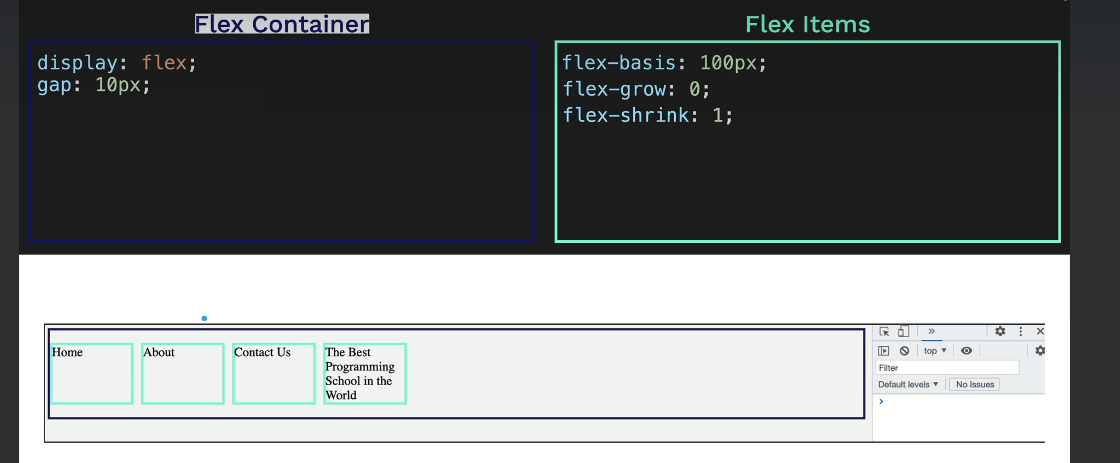 Flex Container
display: flex;
gap: 10px;
Flex Items
flex-basis: 100px;
flex-grow: 0;
flex-shrink: 1;
Home
About
Contact Us
The Best
Programming
School in the
World
»
top ▼
Filter
Default levels ▼
No Issues
›